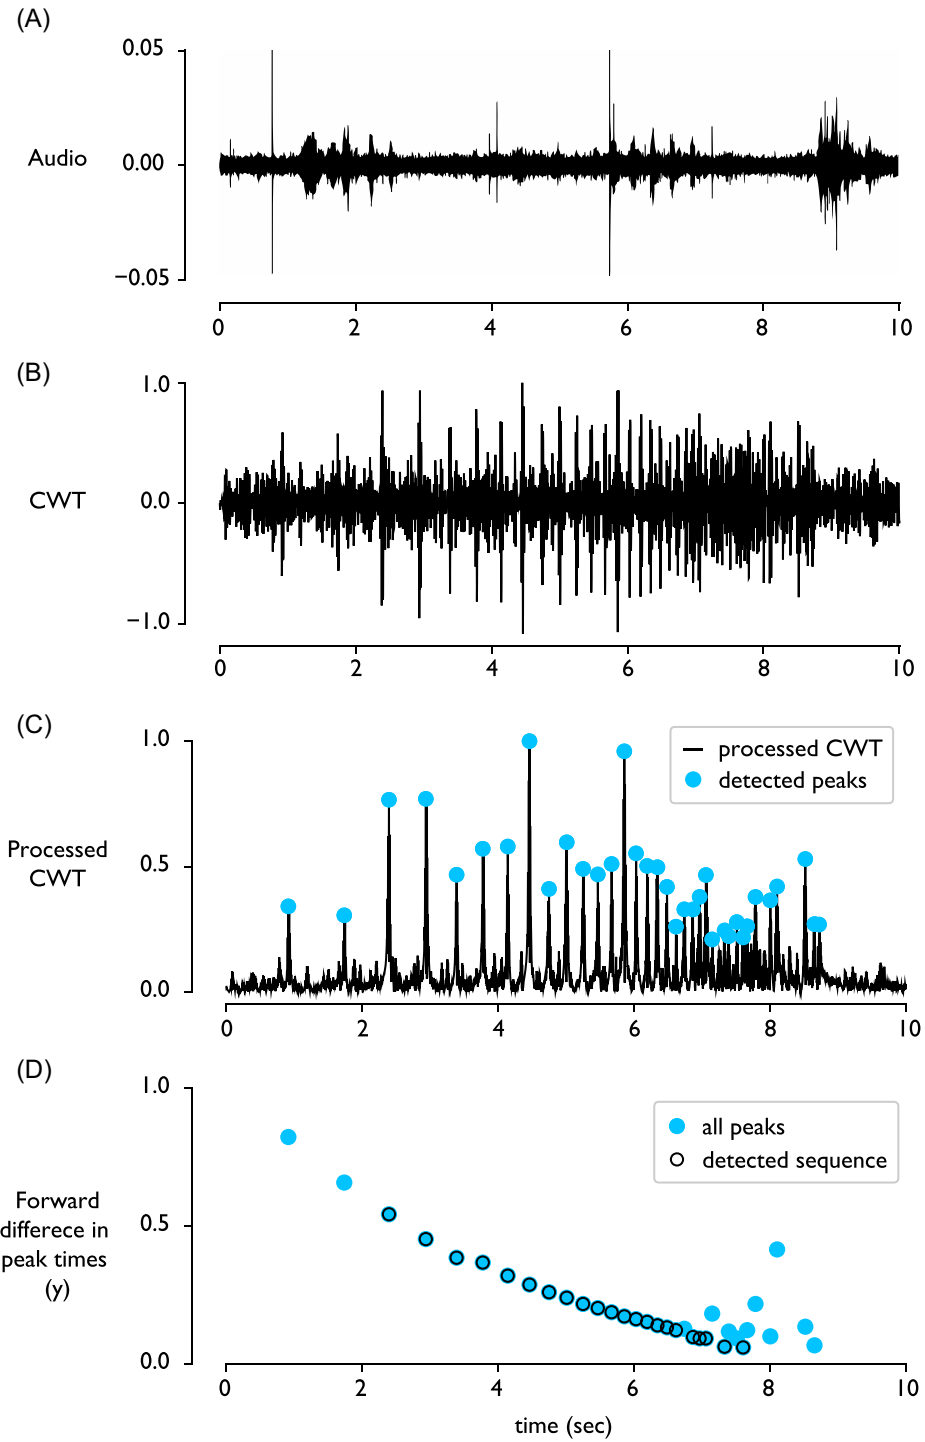 (A)
0.05
Audio
0.00
−0.05
0 2 4 6 8 10
(B)
1.0
CWT
0.0
−1.0
0 2 4 6 8 10
(C)
1.0
processed CWT
detected peaks
Processed
CWT
0.5
0.0
0 2 4 6 8 10
(D)
1.0
all peaks
detected sequence
Forward
differece in
peak times
(y)
0.5
0.0
0 2 4 6 8 10
time (sec)